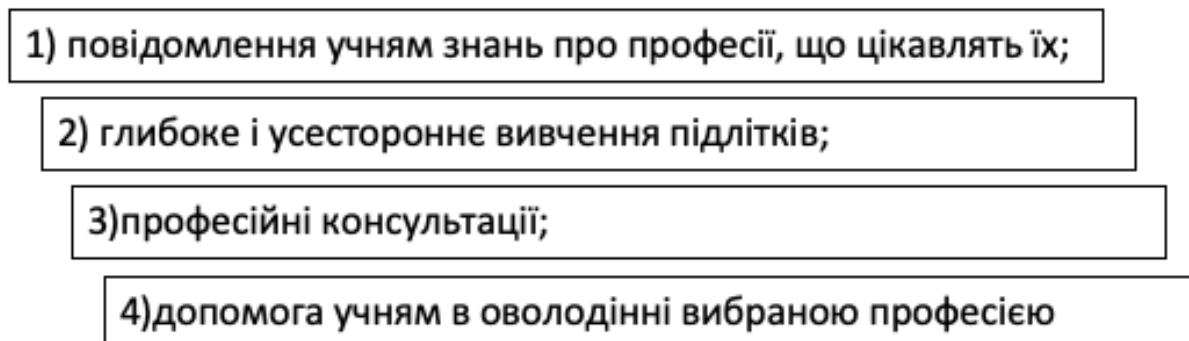 1) повідомлення учням знань про професії, що цікавлять їх;
2) глибоке і усестороннє вивчення підлітків;
3)професійні консультації;
4)допомога учням в оволодінні вибраною професією